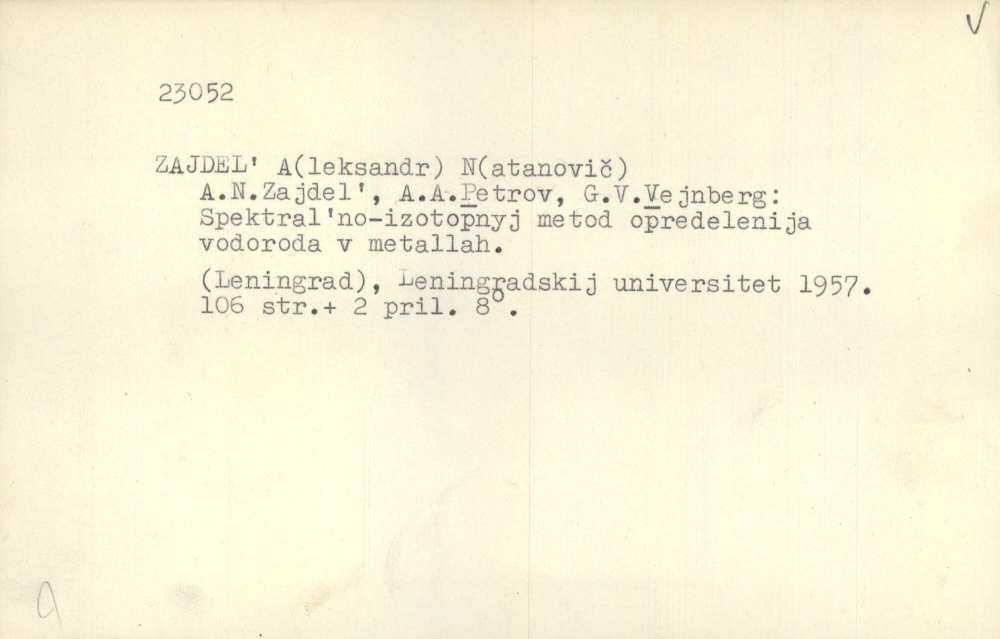 23052
ZAJDEL' A(leksandr) N(atanovič)
A.N.Zajdel', A.A.Petrov, G.V.Vejnberg:
Spektral'no-izotopnyj metod opredelenija
vodoroda v metallah.
(Leningrad), Leningradskij universitet 1957.
106 str.+ 2 pril. 8°.